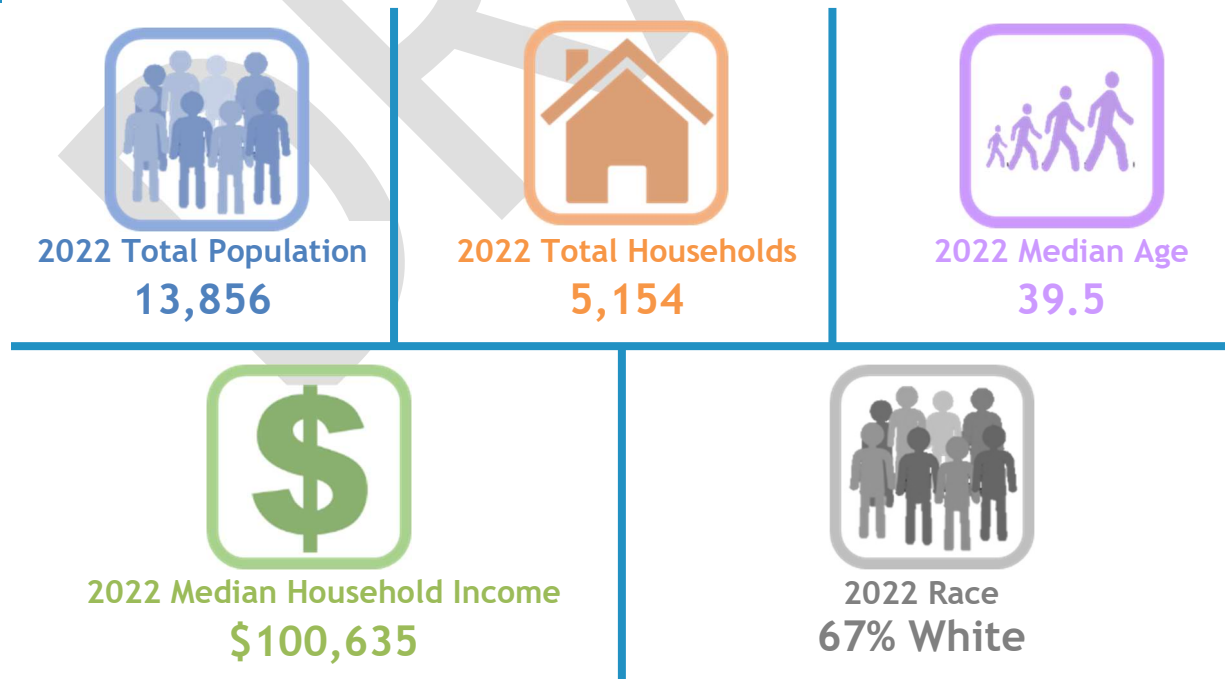 2022 Total Population
13,856
2022 Total Households
5,154
2022 Median Age
39.5
2022 Median Household Income
$100,635
2022 Race
67% White